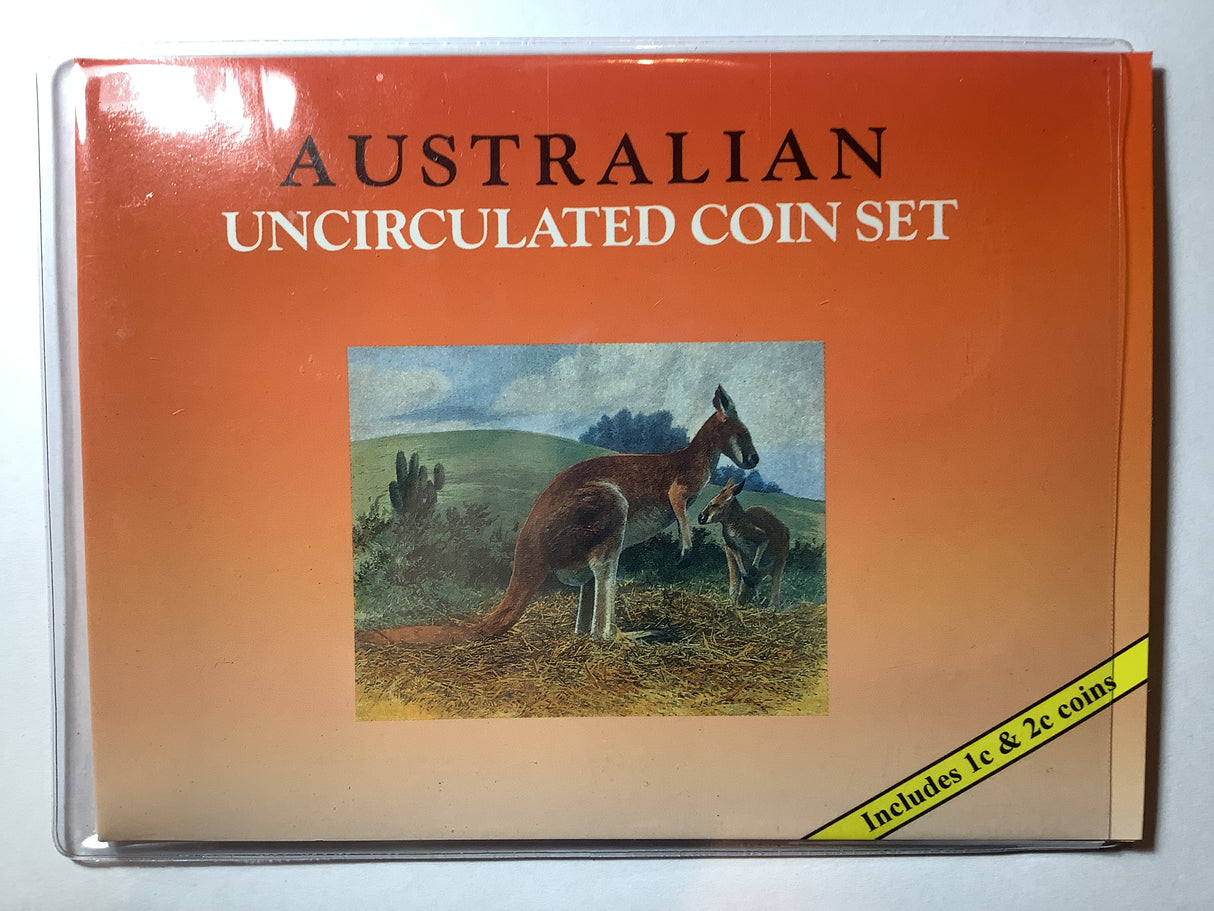 AUSTRALIAN
UNCIRCULATED COIN SET
Includes 1c & 2c coins